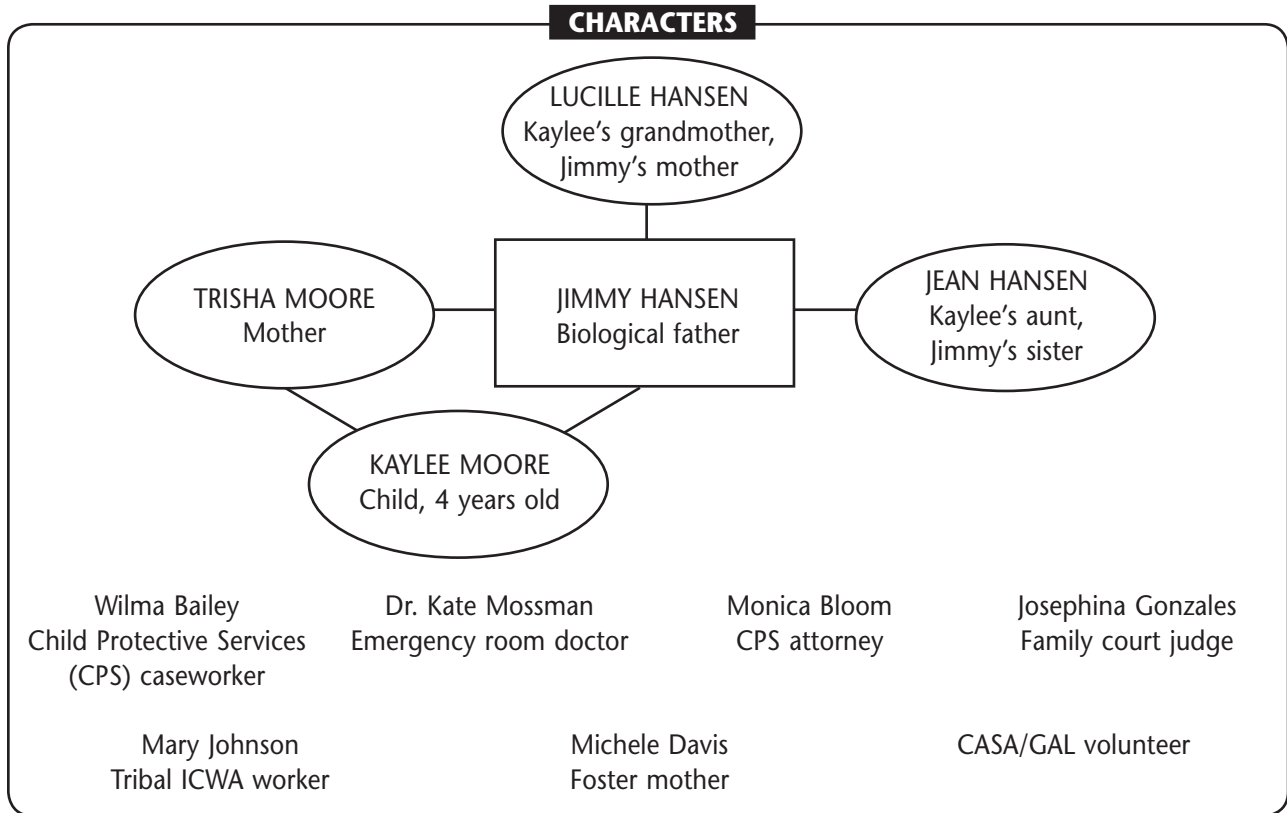 CHARACTERS
LUCILLE HANSEN
Kaylee's grandmother,
Jimmy's mother
TRISHA MOORE
Mother
JIMMY HANSEN
Biological father
JEAN HANSEN
Kaylee's aunt,
Jimmy's sister
KAYLEE MOORE
Child, 4 years old
Wilma Bailey
Child Protective Services
(CPS) caseworker
Dr. Kate Mossman
Emergency room doctor
Monica Bloom
CPS attorney
Josephina Gonzales
Family court judge
Mary Johnson
Tribal ICWA worker
Michele Davis
Foster mother
CASA/GAL volunteer